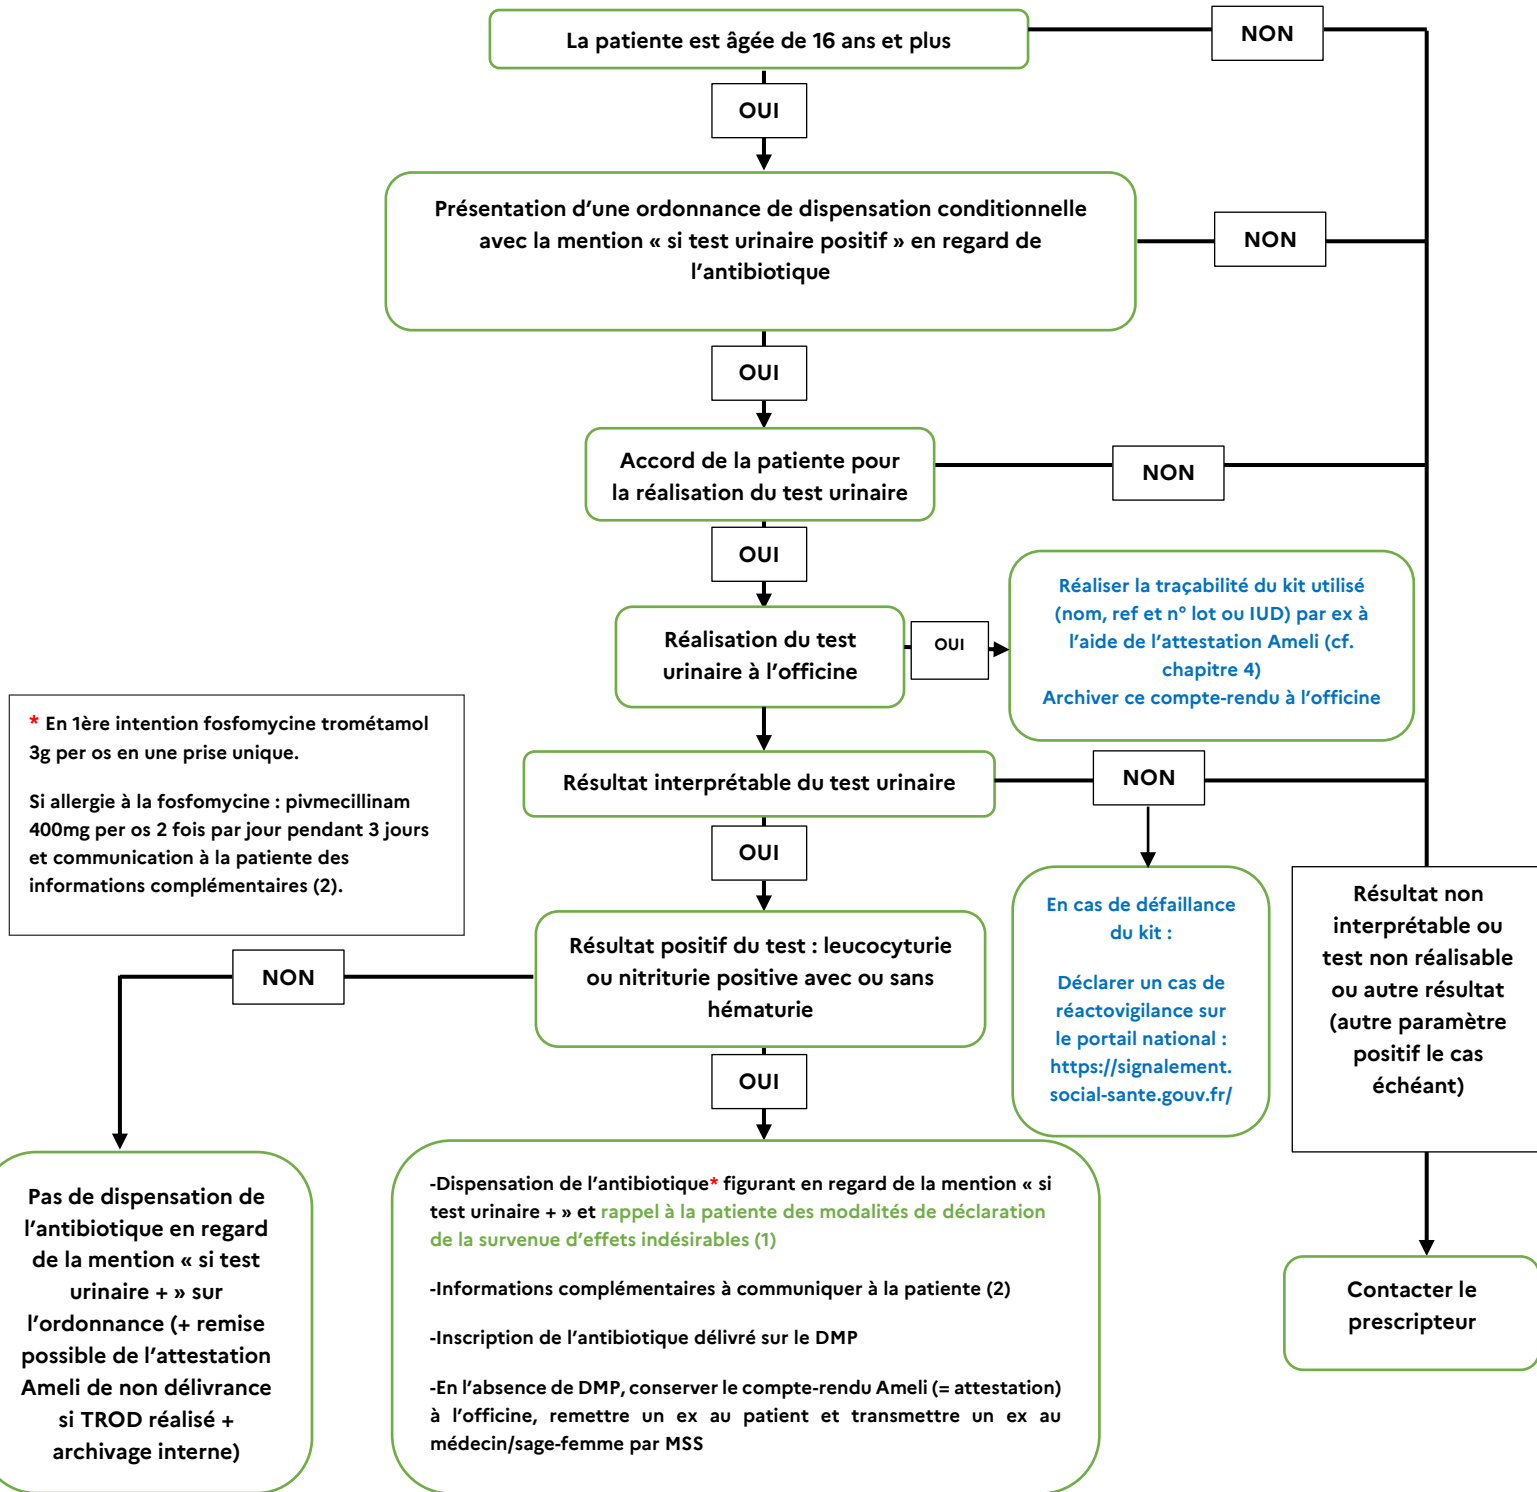 La patiente est âgée de 16 ans et plus
NON
OUI
Présentation d’une ordonnance de dispensation conditionnelle
avec la mention « si test urinaire positif » en regard de
l’antibiotique
NON
OUI
Accord de la patiente pour
la réalisation du test urinaire
NON
OUI
Réalisation du test
urinaire à l’officine
OUI
Réaliser la traçabilité du kit utilisé
(nom, ref et n° lot ou IUD) par ex à
l’aide de l’attestation Ameli (cf.
chapitre 4)
Archiver ce compte-rendu à l’officine
* En 1ère intention fosfomycine trométamol
3g per os en une prise unique.
Si allergie à la fosfomycine : pivmecillinam
400mg per os 2 fois par jour pendant 3 jours
et communication à la patiente des
informations complémentaires (2).
Résultat interprétable du test urinaire
NON
OUI
En cas de défaillance
du kit :
Déclarer un cas de
réactovigilance sur
le portail national :
https://signalement.
social-sante.gouv.fr/
Résultat non
interprétable ou
test non réalisable
ou autre résultat
(autre paramètre
positif le cas
échéant)
Résultat positif du test : leucocyturie
ou nitriturie positive avec ou sans
hématurie
NON
OUI
Pas de dispensation de
l’antibiotique en regard
de la mention « si test
urinaire + » sur
l’ordonnance (+ remise
possible de l’attestation
Ameli de non délivrance
si TROD réalisé +
archivage interne)
-Dispensation de l’antibiotique* figurant en regard de la mention « si
test urinaire + » et rappel à la patiente des modalités de déclaration
de la survenue d’effets indésirables (1)
-Informations complémentaires à communiquer à la patiente (2)
-Inscription de l’antibiotique délivré sur le DMP
-En l’absence de DMP, conserver le compte-rendu Ameli (= attestation)
à l’officine, remettre un ex au patient et transmettre un ex au
médecin/sage-femme par MSS
Contacter le
prescripteur